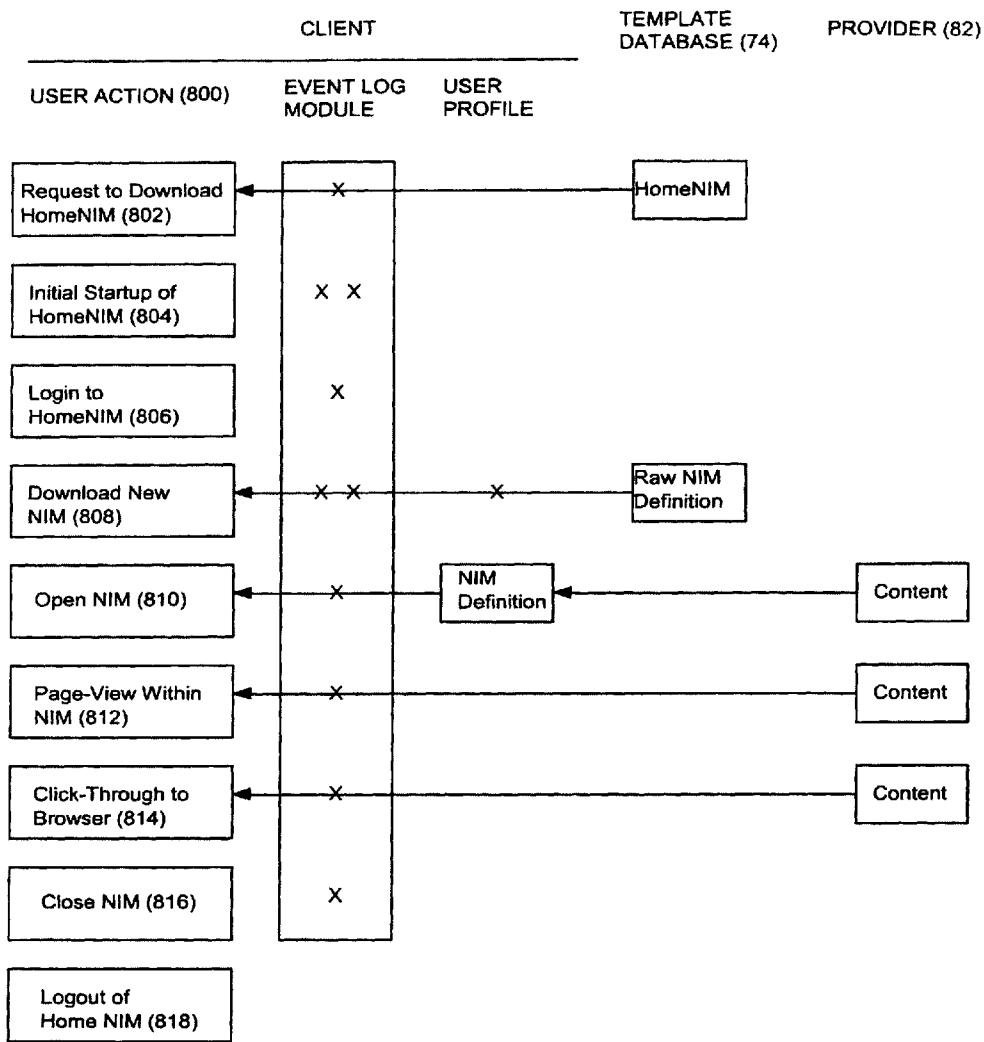 CLIENT
TEMPLATE
DATABASE (74)
PROVIDER (82)
USER ACTION (800)
EVENT LOG
MODULE
USER
PROFILE
Request to Download
HomeNIM (802)
X
HomeNIM
Initial Startup of
HomeNIM (804)
X X
Login to
HomeNIM (806)
X
Download New
NIM (808)
X X
X
Raw NIM
Definition
Open NIM (810)
X
NIM
Definition
Content
Page-View Within
NIM (812)
X
Content
Click-Through to
Browser (814)
X
Content
Close NIM (816)
X
Logout of
Home NIM (818)